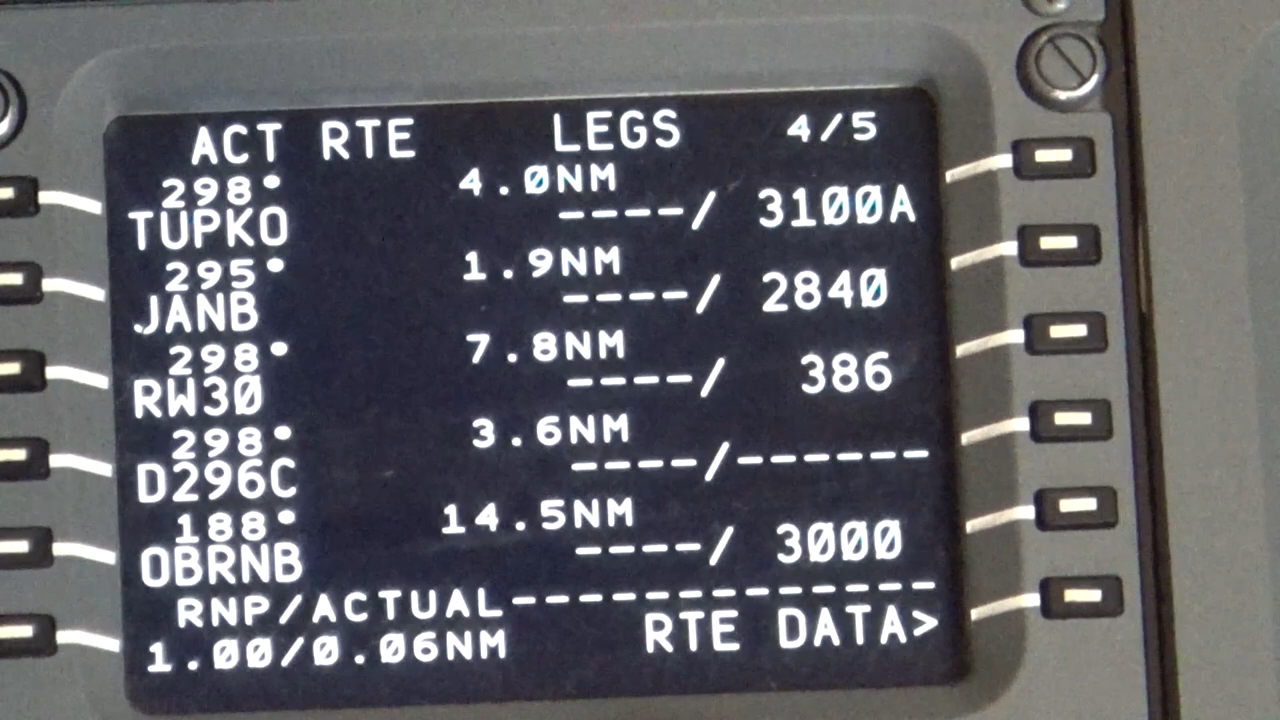 ACT RTE LEGS 4/5
298° 4.0NM
TUPKO ----/ 3100A
295° 1.9NM
JANB ----/ 2840
298° 7.8NM
RW30 ----/ 386
298° 3.6NM
D296C ----/------
188° 14.5NM
OBRNB ----/ 3000
RNP/ACTUAL-------------
1.00/0.06NM RTE DATA>